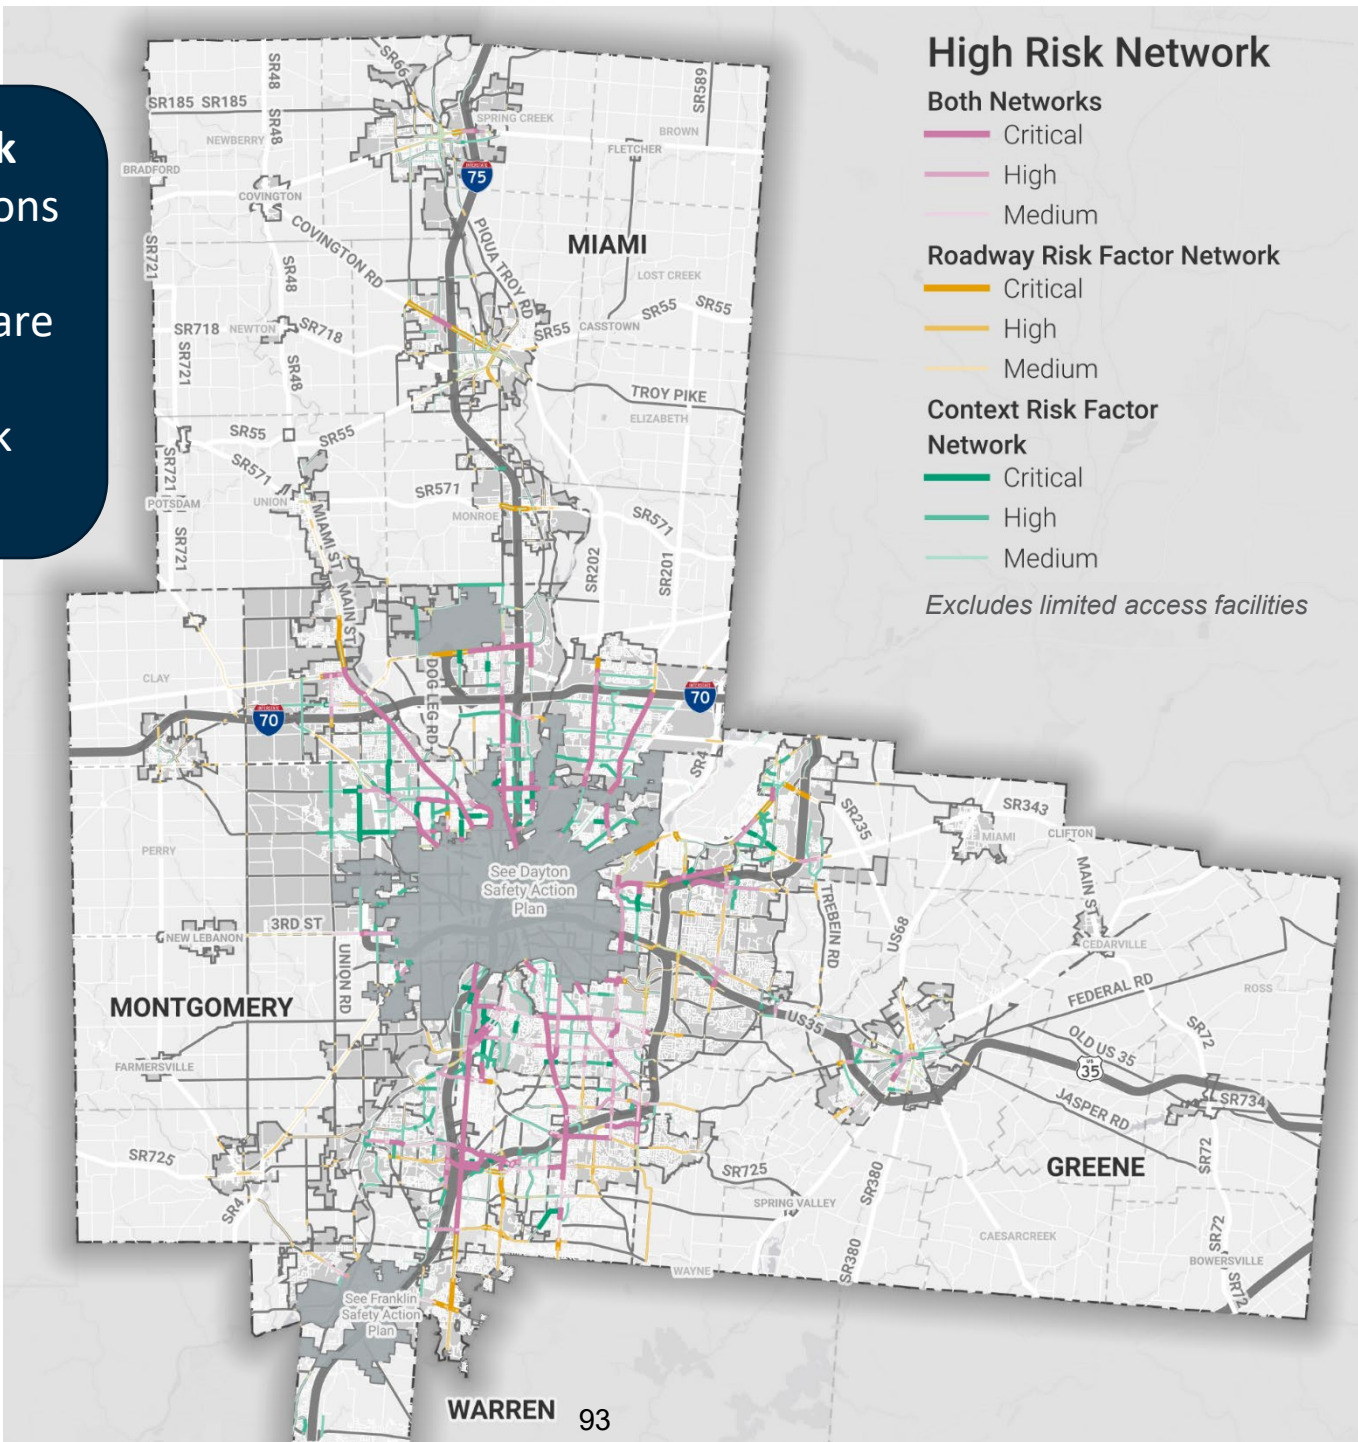 k
ons
are
k
High Risk Network
Both Networks
Critical
High
Medium
Roadway Risk Factor Network
Critical
High
Medium
Context Risk Factor
Network
Critical
High
Medium
Excludes limited access facilities
SR66
SR48
SR589
SR185 SR185
SR48
SPRING CREEK
BROWN
NEWBERRY
FLETCHER
BRADFORD
75
COVINGTON
COVINGTON RD
PIQUA TROY RD
MIAMI
SR721
SR48
LOST CREEK
SR55
SR55
SR718
NEWTON
SR718
SR55
CASSTOWN
SR721
SR48
TROY PIKE
ELIZABETH
SR55
SR55
SR571
SR721
POTSDAM
UNION
SR571
MONROE
MIAMI ST
SR571
SR721
SR202
SR201
MAIN ST
CLAY
DOG LEG RD
70
70
SR4
SR343
SR235
MIAMI
CLIFTON
PERRY
MAIN ST
See Dayton
Safety Action
Plan
TREBEIN RD
US68
3RD ST
NEW LEBANON
CEDARVILLE
UNION RD
FEDERAL RD
ROSS
MONTGOMERY
US35
OLD US 35
SR72
FARMERSVILLE
US
35
JASPER RD
SR734
SR725
SR725
SR72
GREENE
SR4
SPRING VALLEY
SR380
CAESARCREEK
SR72
WAYNE
SR380
BOWERSVILLE
SR72
See Franklin
Safety Action
Plan
WARREN
93